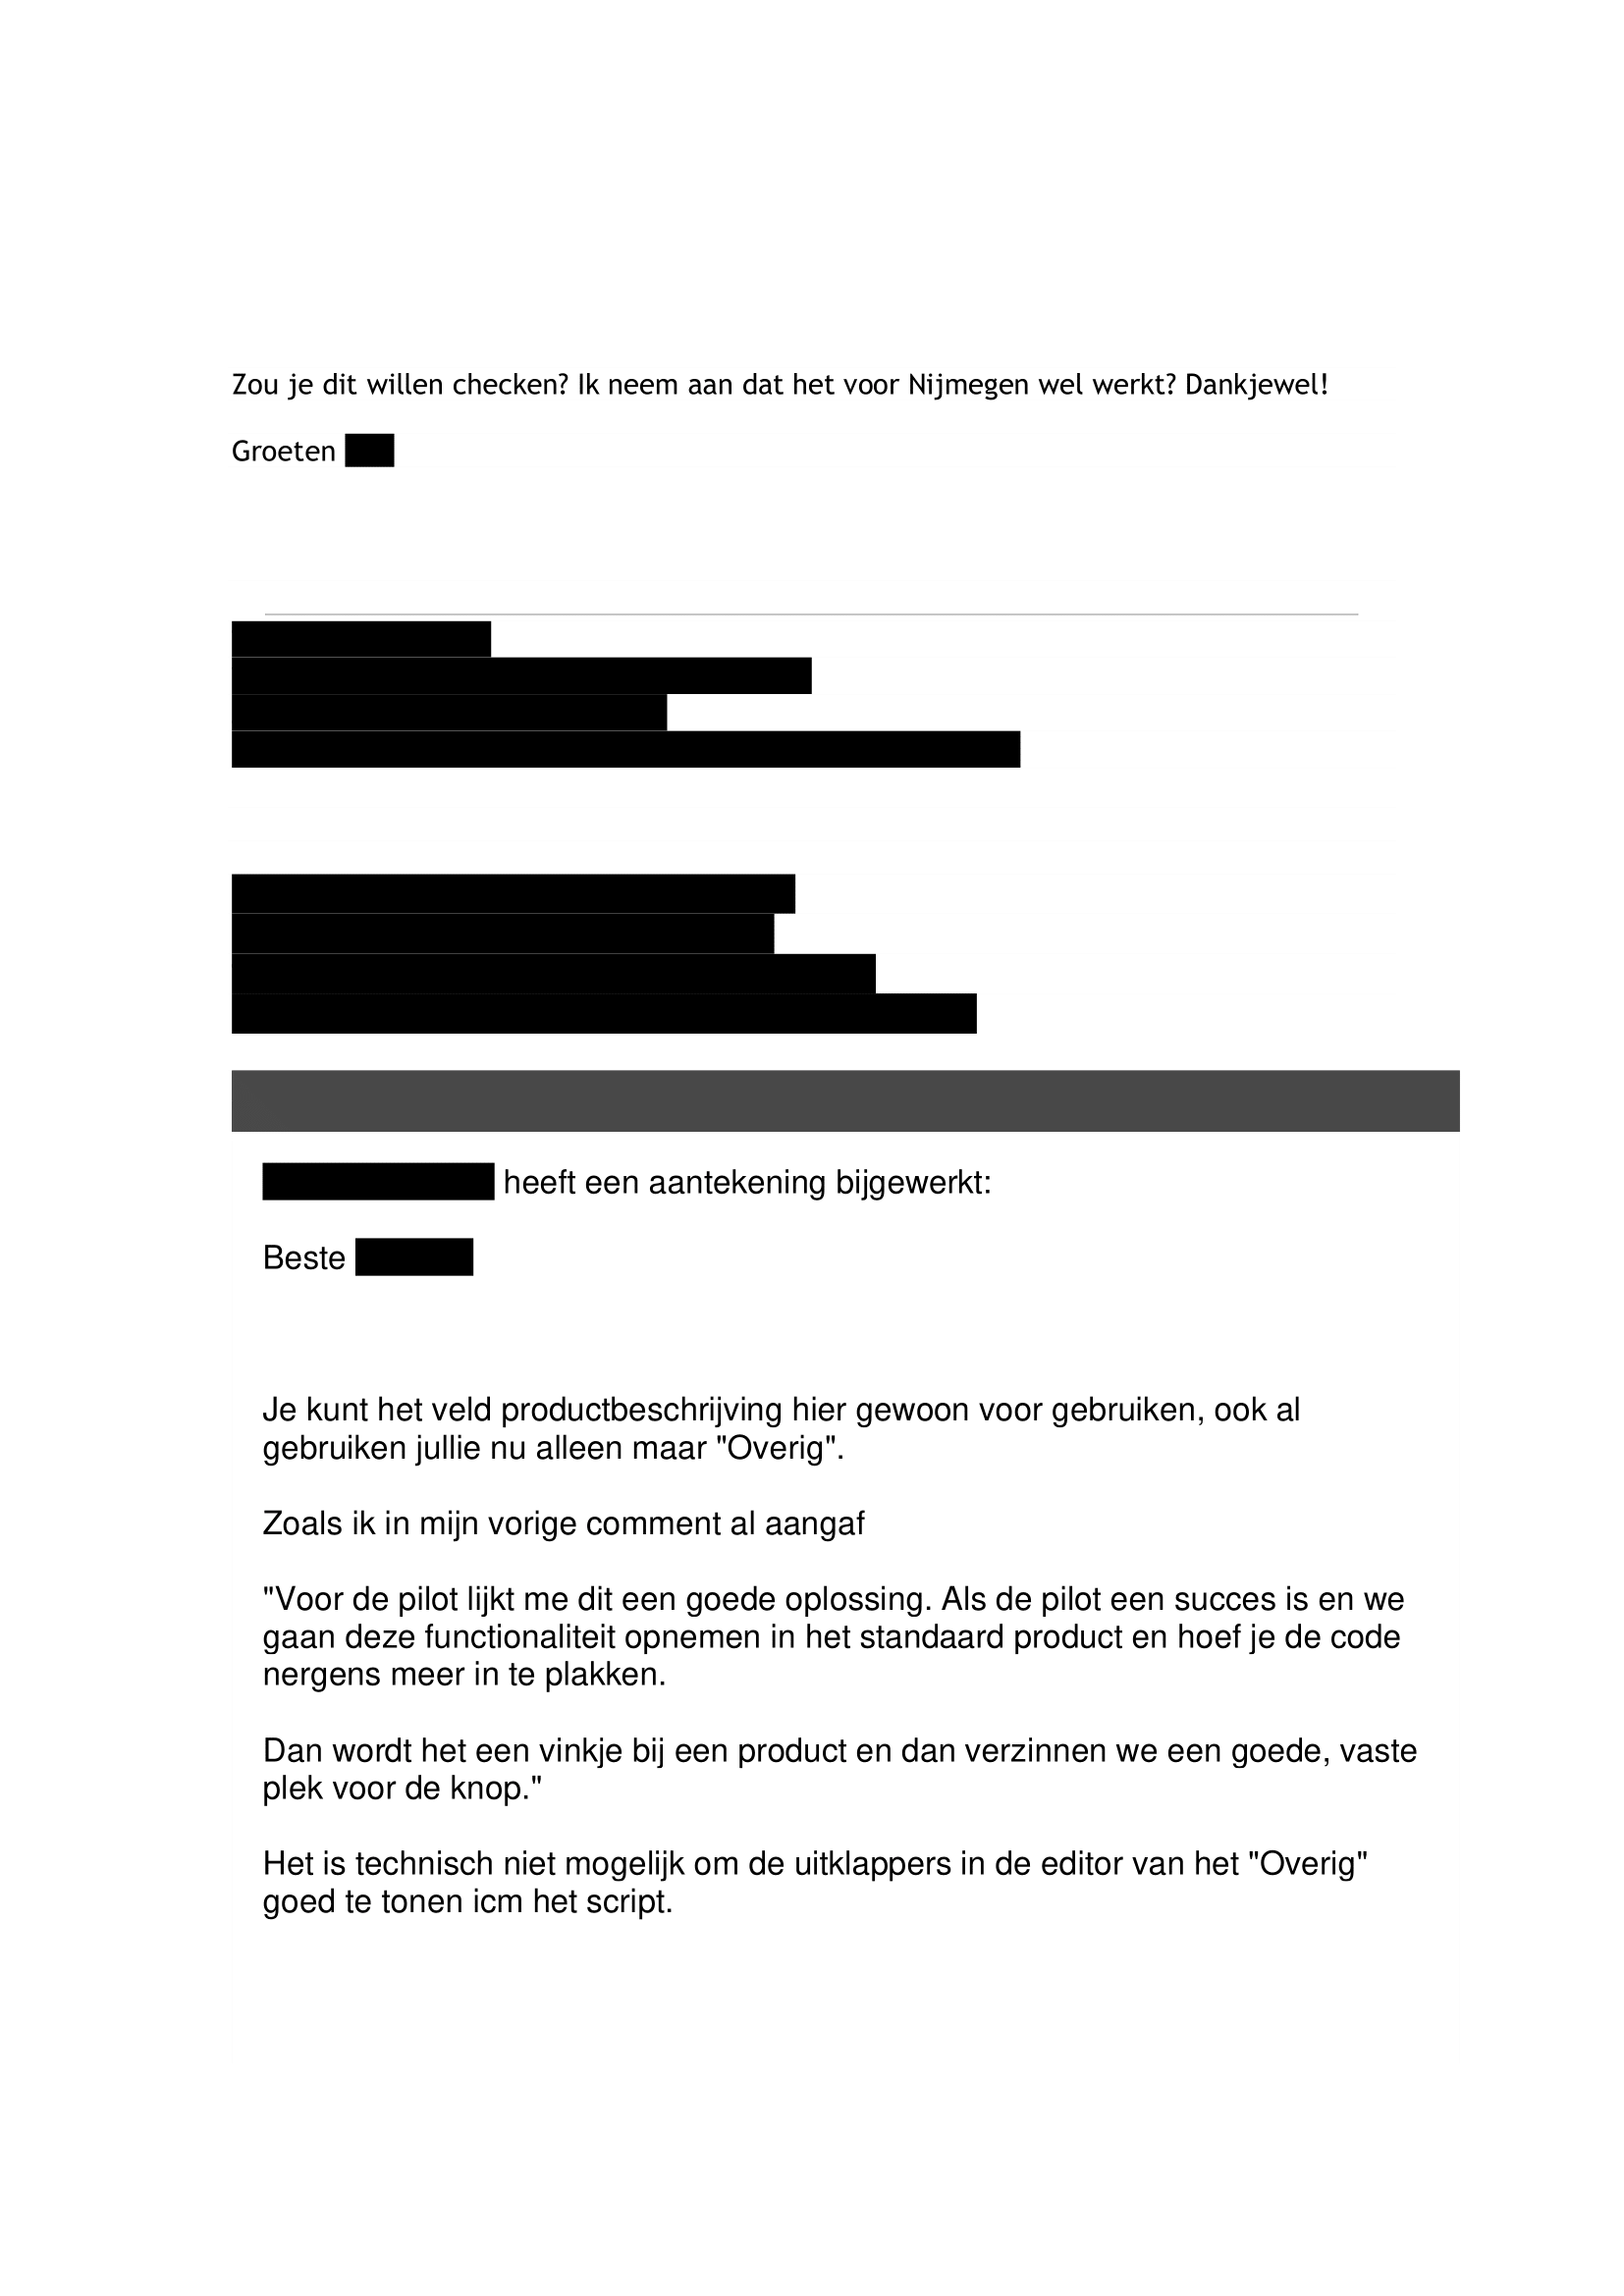 Zou je dit willen checken? Ik neem aan dat het voor Nijmegen wel werkt? Dankjewel!
Groeten
heeft een aantekening bijgewerkt:
Beste
Je kunt het veld productbeschrijving hier gewoon voor gebruiken, ook al
gebruiken jullie nu alleen maar "Overig".
Zoals ik in mijn vorige comment al aangaf
"Voor de pilot lijkt me dit een goede oplossing. Als de pilot een succes is en we
gaan deze functionaliteit opnemen in het standaard product en hoef je de code
nergens meer in te plakken.
Dan wordt het een vinkje bij een product en dan verzinnen we een goede, vaste
plek voor de knop."
Het is technisch niet mogelijk om de uitklappers in de editor van het "Overig"
goed te tonen icm het script.